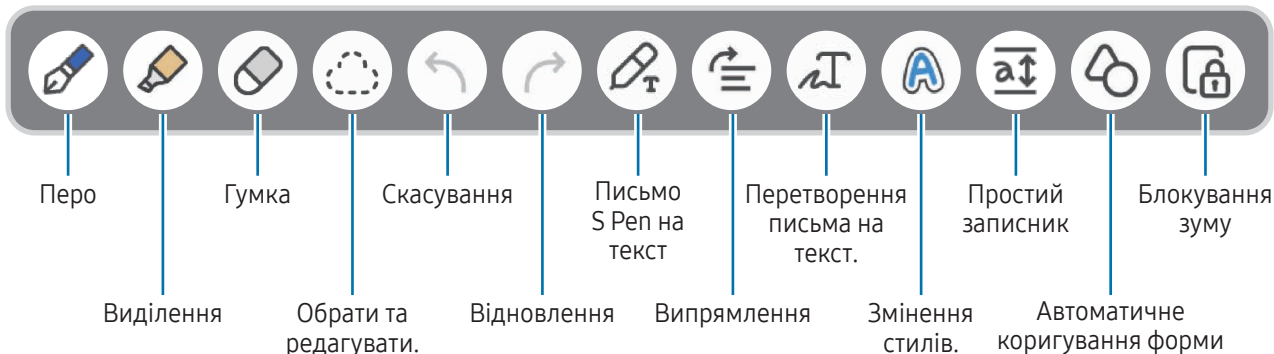 Перо
Гумка
Скасування
Письмо
S Pen на
текст
Перетворення
письма на
текст.
Простий
записник
Блокування
зуму
Виділення
Обрати та
редагувати.
Відновлення
Випрямлення
Змінення
стилів.
Автоматичне
коригування форми